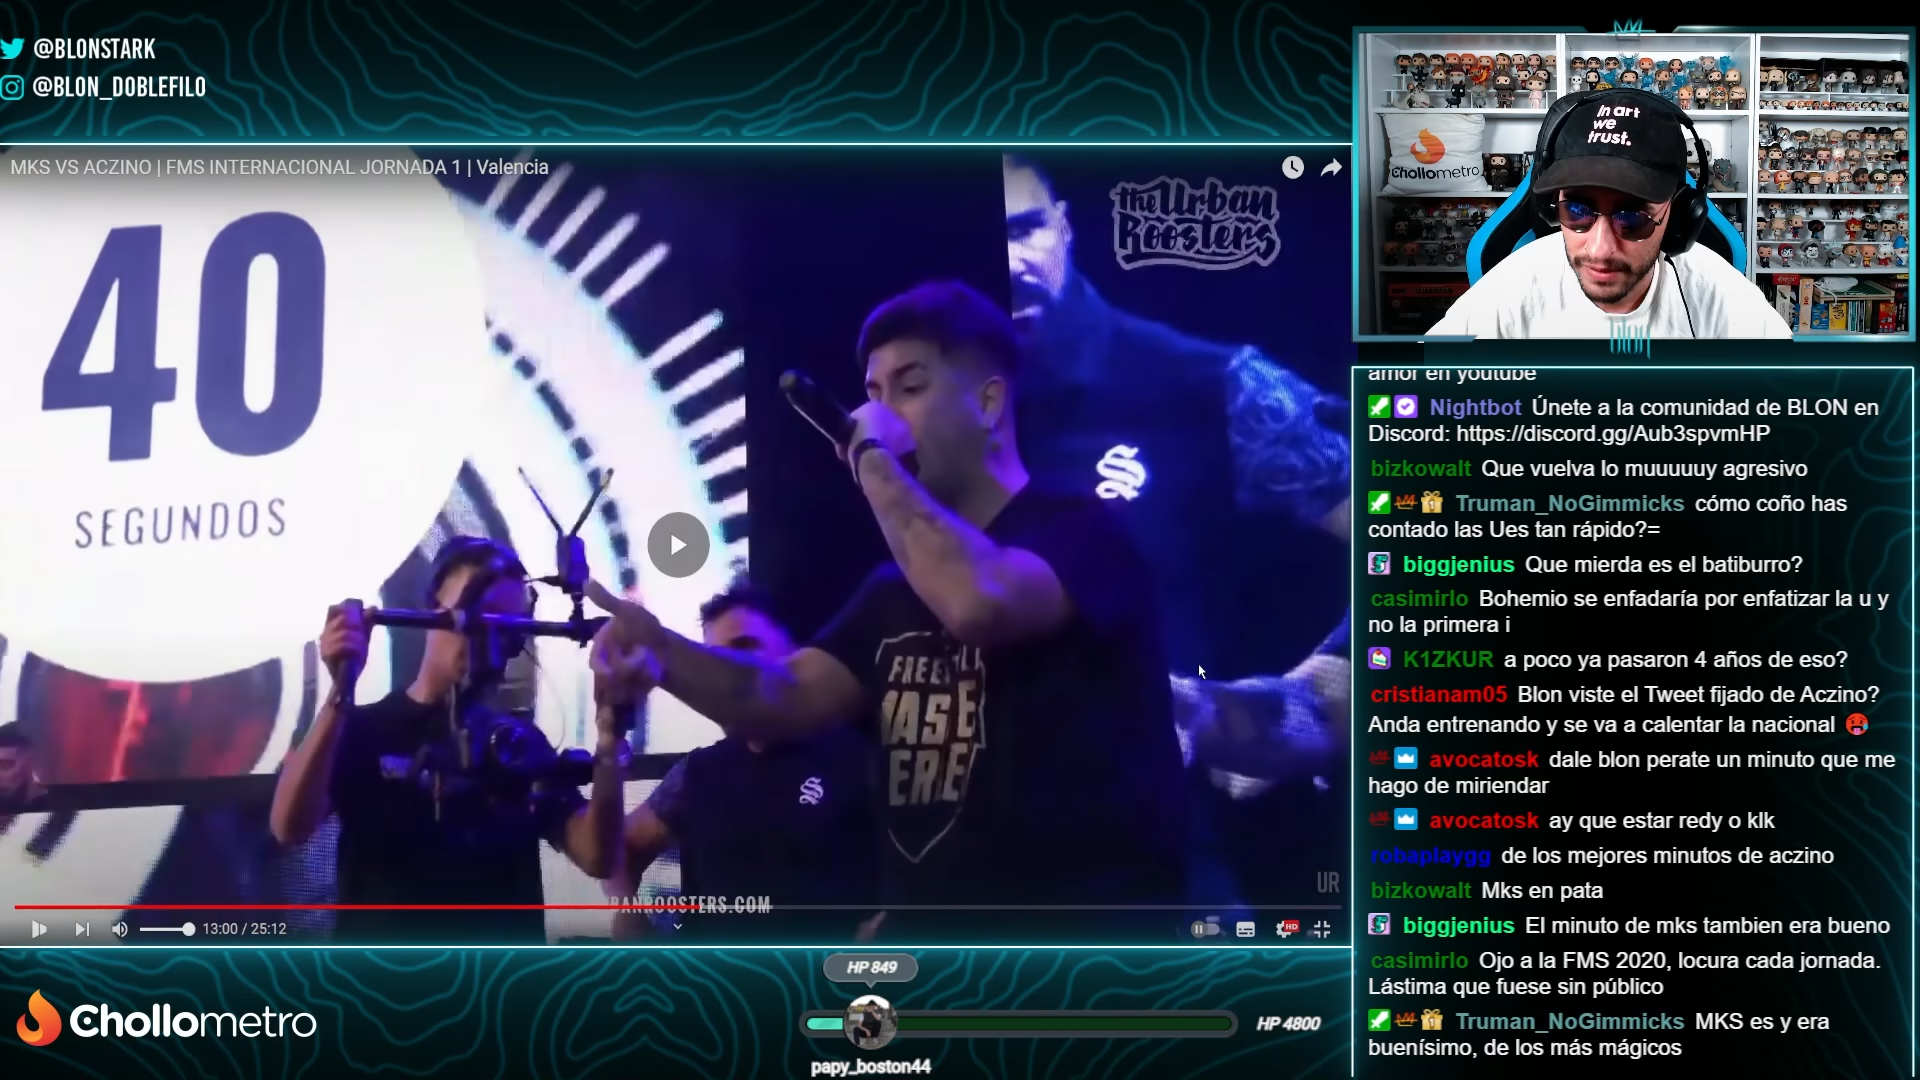 @BLONSTARK
@BLON_DOBLEFILO
MKS VS ACZINO | FMS INTERNACIONAL JORNADA 1 | Valencia
the Urban
Roosters
40
SEGUNDOS
UR
13:00 / 25:12
HD
Chollometro
HP 849
HP 4800
papy_boston44
In art
we
trust.
Chollometro
blon
amor en youtube
Nightbot Únete a la comunidad de BLON en
Discord: https://discord.gg/Aub3spvmHP
bizkowalt Que vuelva lo muuuuuy agresivo
Truman_NoGimmicks cómo coño has
contado las Ues tan rápido?=
biggjenius Que mierda es el batiburro?
casimirlo Bohemio se enfadaría por enfatizar la u y
no la primera i
K1ZKUR a poco ya pasaron 4 años de eso?
cristianam05 Blon viste el Tweet fijado de Aczino?
Anda entrenando y se va a calentar la nacional 🥵
avocatosk dale blon perate un minuto que me
hago de miriendar
avocatosk ay que estar redy o klk
robaplaygg de los mejores minutos de aczino
bizkowalt Mks en pata
biggjenius El minuto de mks tambien era bueno
casimirlo Ojo a la FMS 2020, locura cada jornada.
Lástima que fuese sin público
Truman_NoGimmicks MKS es y era
buenísimo, de los más mágicos